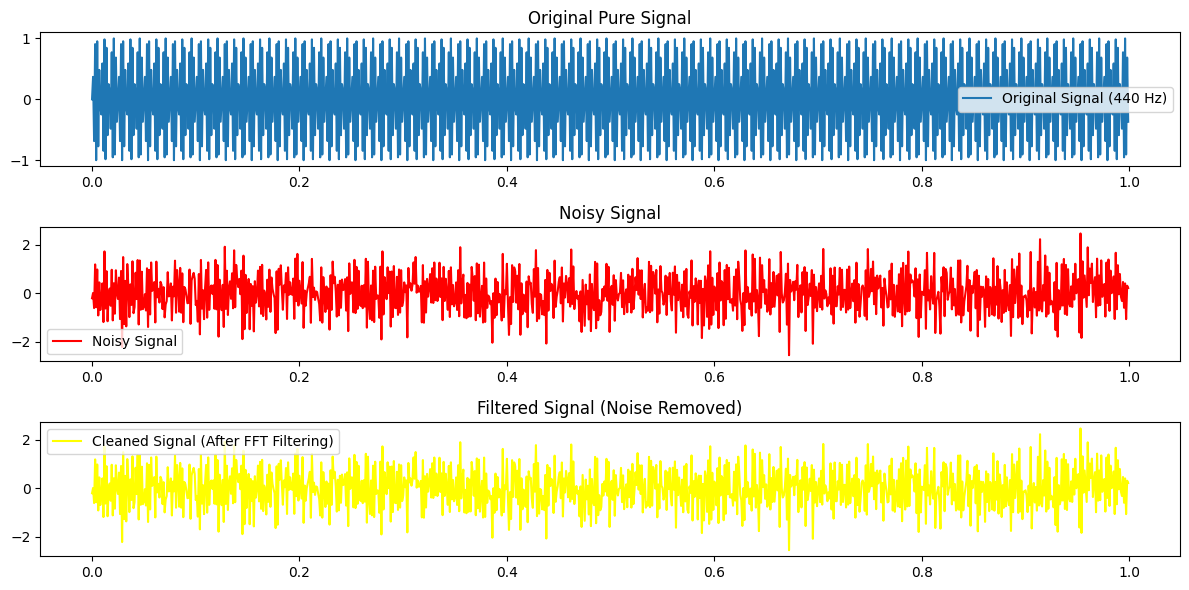 Original Pure Signal
1
0
−1
Original Signal (440 Hz)
0.0 0.2 0.4 0.6 0.8 1.0
Noisy Signal
2
0
−2
Noisy Signal
0.0 0.2 0.4 0.6 0.8 1.0
Filtered Signal (Noise Removed)
Cleaned Signal (After FFT Filtering)
2
0
−2
0.0 0.2 0.4 0.6 0.8 1.0